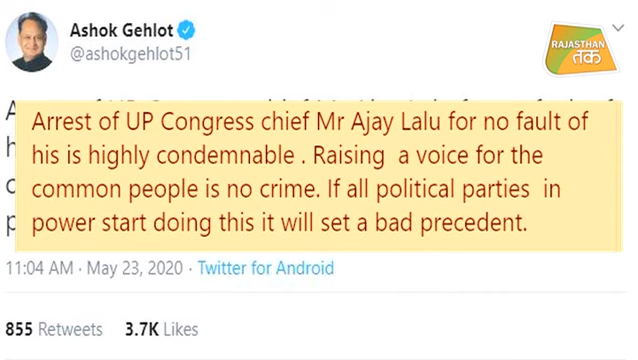 Ashok Gehlot
@ashokgehlot51
RAJASTHAN
तक
Arrest of UP Congress chief Mr Ajay Lalu for no fault of
his is highly condemnable . Raising a voice for the
common people is no crime. If all political parties in
power start doing this it will set a bad precedent.
11:04 AM · May 23, 2020 · Twitter for Android
855 Retweets 3.7K Likes